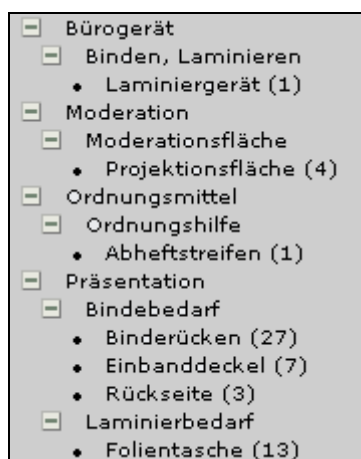 Bürogerät
Binden, Laminieren
Laminiergerät (1)
Moderation
Moderationsfläche
Projektionsfläche (4)
Ordnungsmittel
Ordnungshilfe
Abheftstreifen (1)
Präsentation
Bindebedarf
Binderücken (27)
Einbanddeckel (7)
Rückseite (3)
Laminierbedarf
Folientasche (13)